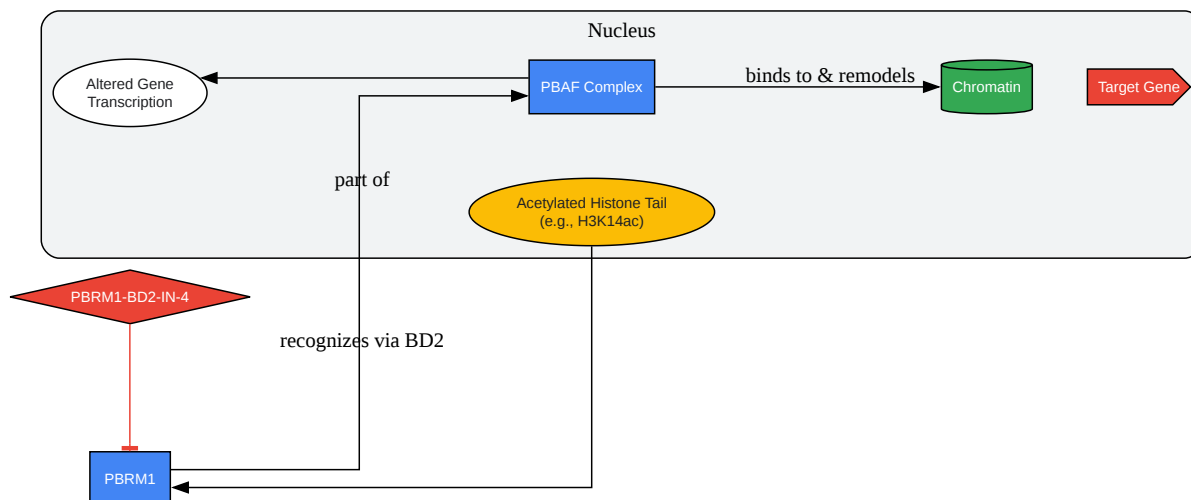 Nucleus
Altered Gene
Transcription
PBAF Complex
binds to & remodels
Chromatin
Target Gene
part of
Acetylated Histone Tail
(e.g., H3K14ac)
PBRM1-BD2-IN-4
recognizes via BD2
PBRM1